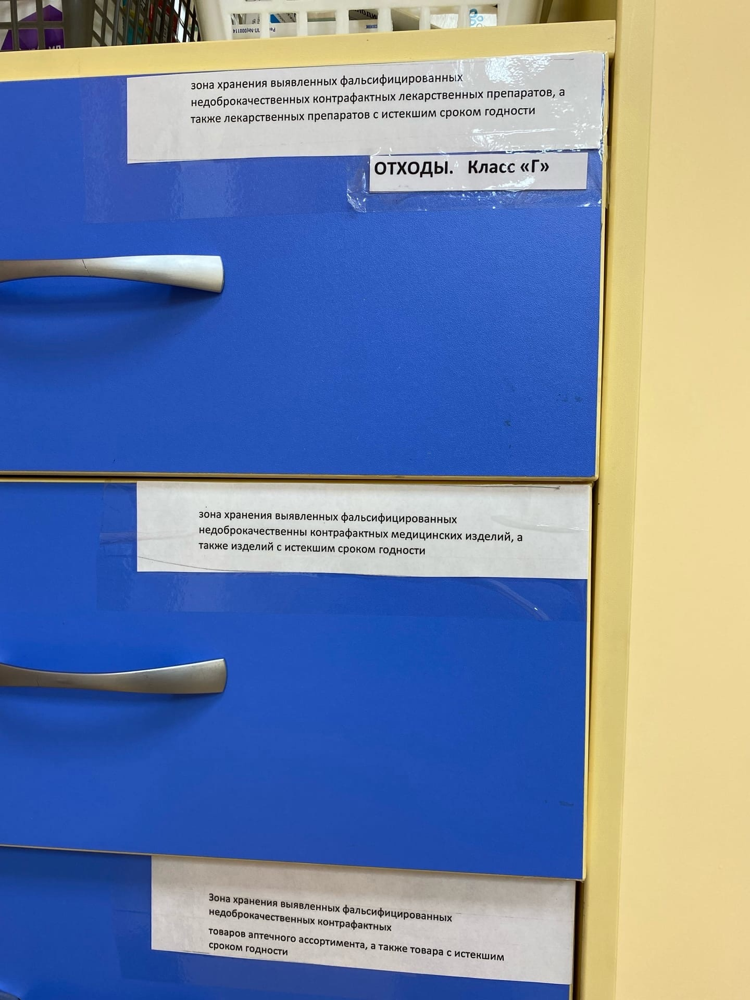 зона хранения выявленных фальсифицированных
недоброкачественных контрафактных лекарственных препаратов, а
также лекарственных препаратов с истекшим сроком годности
ОТХОДЫ. Класс «Г»
зона хранения выявленных фальсифицированных
недоброкачественны контрафактных медицинских изделий, а
также изделий с истекшим сроком годности
Зона хранения выявленных фальсифицированных
недоброкачественных контрафактных
товаров аптечного ассортимента, а также товара с истекшим
сроком годности